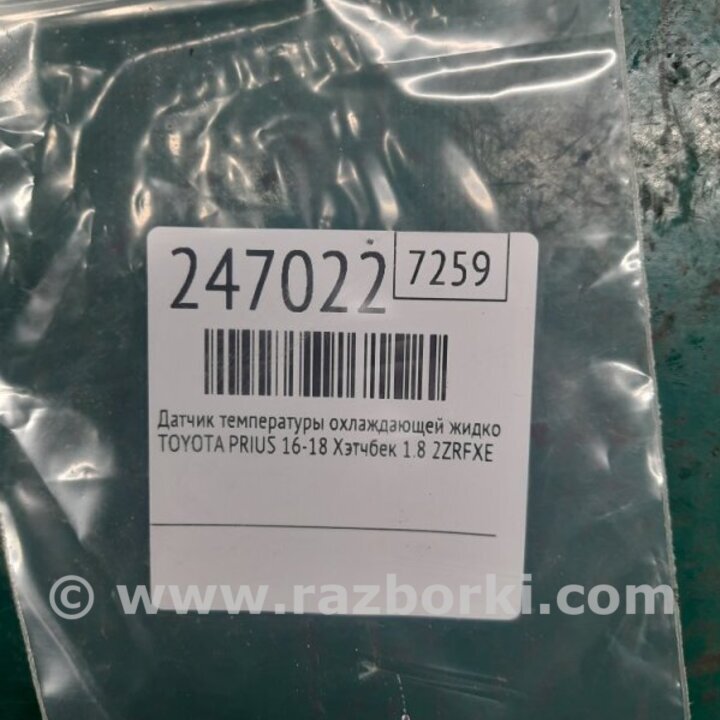 247022
7259
Датчик температуры охлаждающей жидко
TOYOTA PRIUS 16-18 Хэтчбек 1.8 2ZRFXE
© www.razborki.com